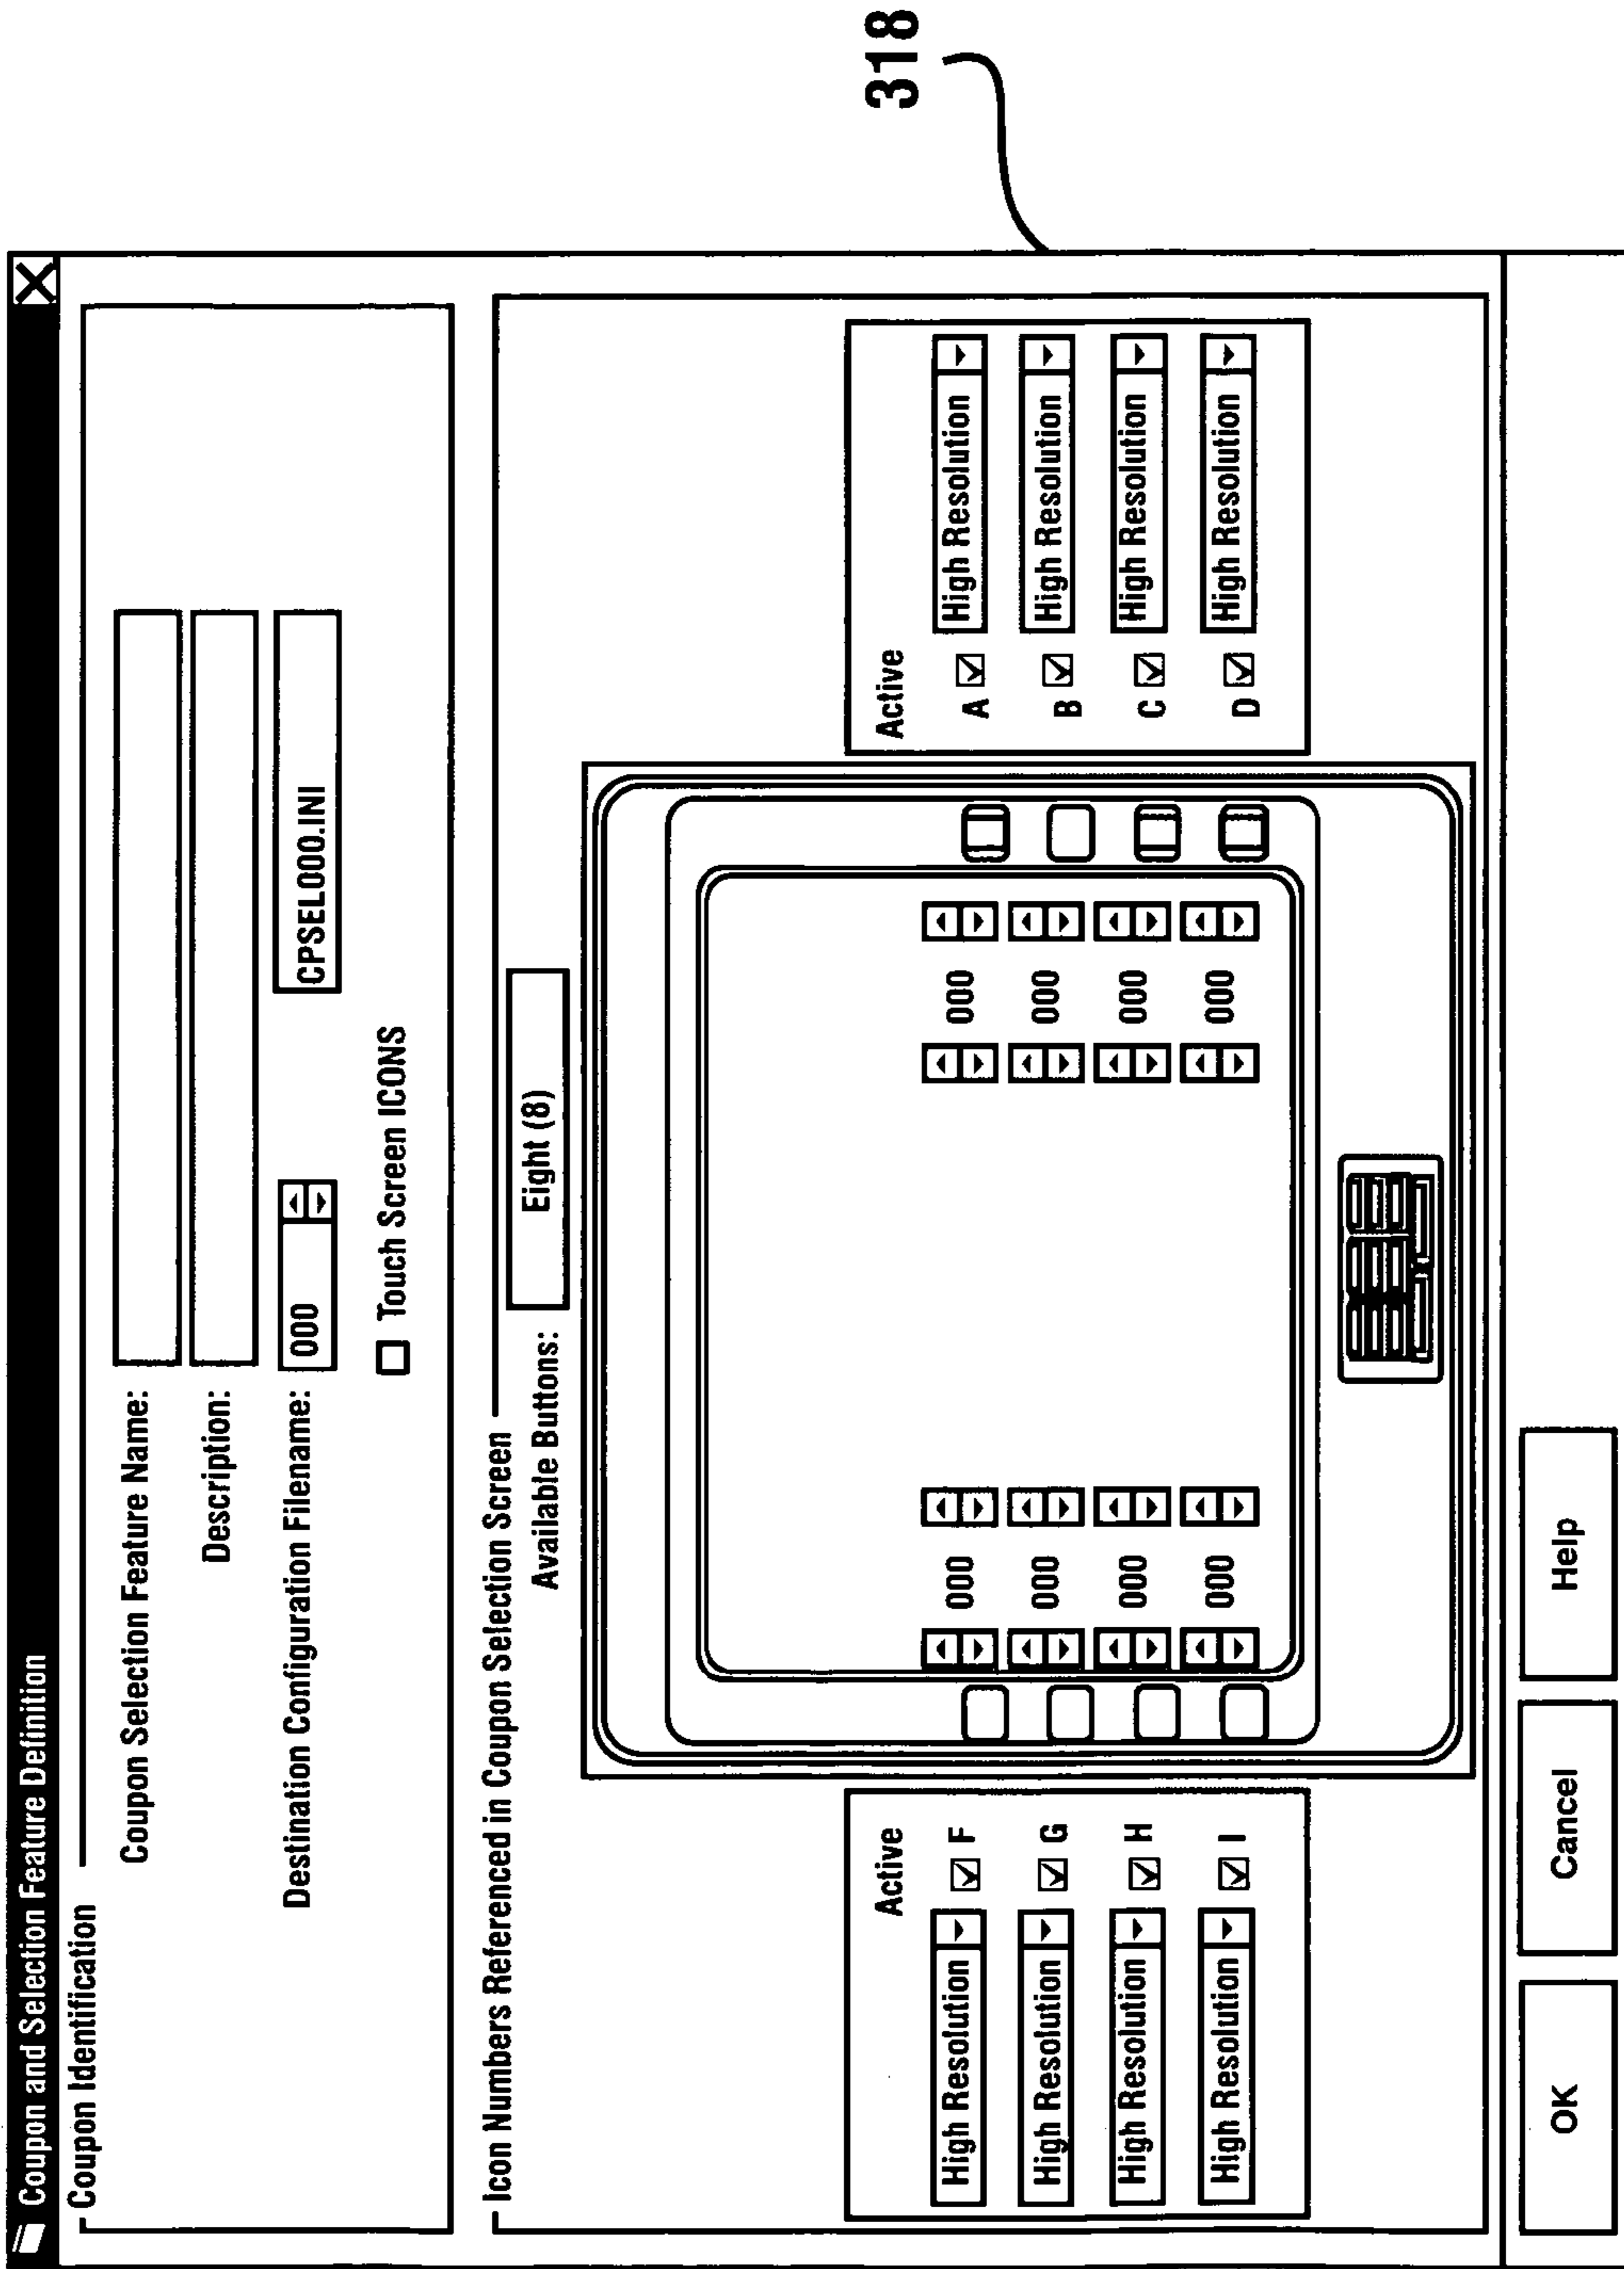 Coupon and Selection Feature Definition
X
Coupon Identification
Coupon Selection Feature Name:
Description:
Destination Configuration Filename: 000 CPSEL000.INI
Touch Screen ICONS
Icon Numbers Referenced in Coupon Selection Screen
Available Buttons: Eight (8)
Active Active
High Resolution F 000 000 A High Resolution
High Resolution G 000 000 B High Resolution
High Resolution H 000 000 C High Resolution
High Resolution I 000 000 D High Resolution
OK Cancel Help
318